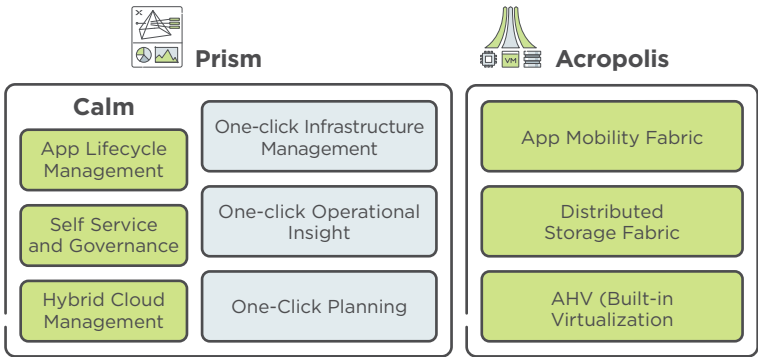 Prism
Calm
App Lifecycle
Management
Self Service
and Governance
Hybrid Cloud
Management
One-click Infrastructure
Management
One-click Operational
Insight
One-Click Planning
VM
Acropolis
App Mobility Fabric
Distributed
Storage Fabric
AHV (Built-in
Virtualization